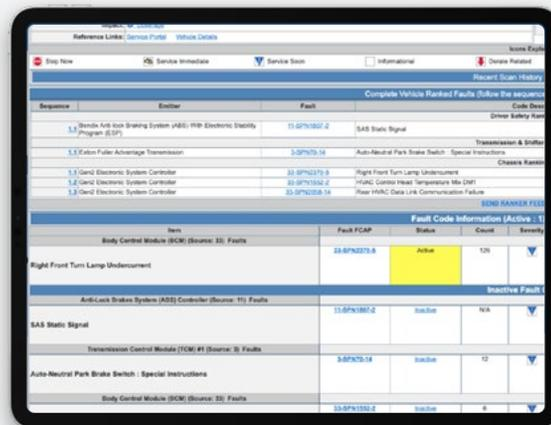 Impact: Coverage
Reference Links: Service Portal Vehicle Details
Icons Expla
Stop Now Service Immediate Service Soon Informational Derate Related
Recent Scan History
Complete Vehicle Ranked Faults (follow the sequence
Sequence Emitter Fault Code Desc
Driver Safety Rank
1.1 Bendix Anti-lock Braking System (ABS) With Electronic Stability Program (ESP) 11-SPN1807-2 SAS Static Signal
Transmission & Shifter
1.1 Eaton Fuller Advantage Transmission 3-SPN70-14 Auto-Neutral Park Brake Switch : Special Instructions
Chassis Rankin
1.1 Gen2 Electronic System Controller 33-SPN2370-5 Right Front Turn Lamp Undercurrent
1.2 Gen2 Electronic System Controller 33-SPN1552-2 HVAC Control Head Temperature Mix DM1
1.3 Gen2 Electronic System Controller Rear HVAC Data Link Communication Failure
SEND RANKER FEED
Fault Code Information (Active : 1)
Item Fault FCAP Status Count Severity
Body Control Module (BCM) (Source: 33) Faults
Right Front Turn Lamp Undercurrent 33-SPN2370-5 Active 126
Inactive Fault C
Anti-Lock Brakes System (ABS) Controller (Source: 11) Faults
SAS Static Signal 11-SPN1807-2 Inactive N/A
Transmission Control Module (TCM) #1 (Source: 3) Faults
Auto-Neutral Park Brake Switch : Special Instructions 3-SPN70-14 Inactive 12
Body Control Module (BCM) (Source: 33) Faults
33-SPN1552-2 Inactive 6